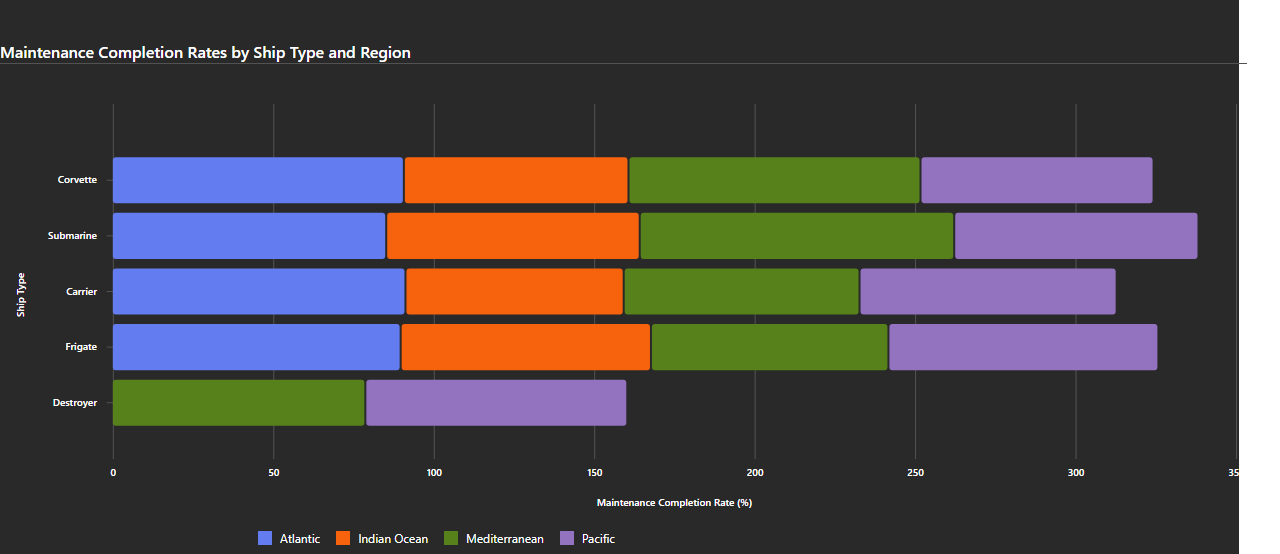 Maintenance Completion Rates by Ship Type and Region
Corvette
Submarine
Carrier
Frigate
Destroyer
Ship Type
0 50 100 150 200 250 300 35
Maintenance Completion Rate (%)
Atlantic Indian Ocean Mediterranean Pacific